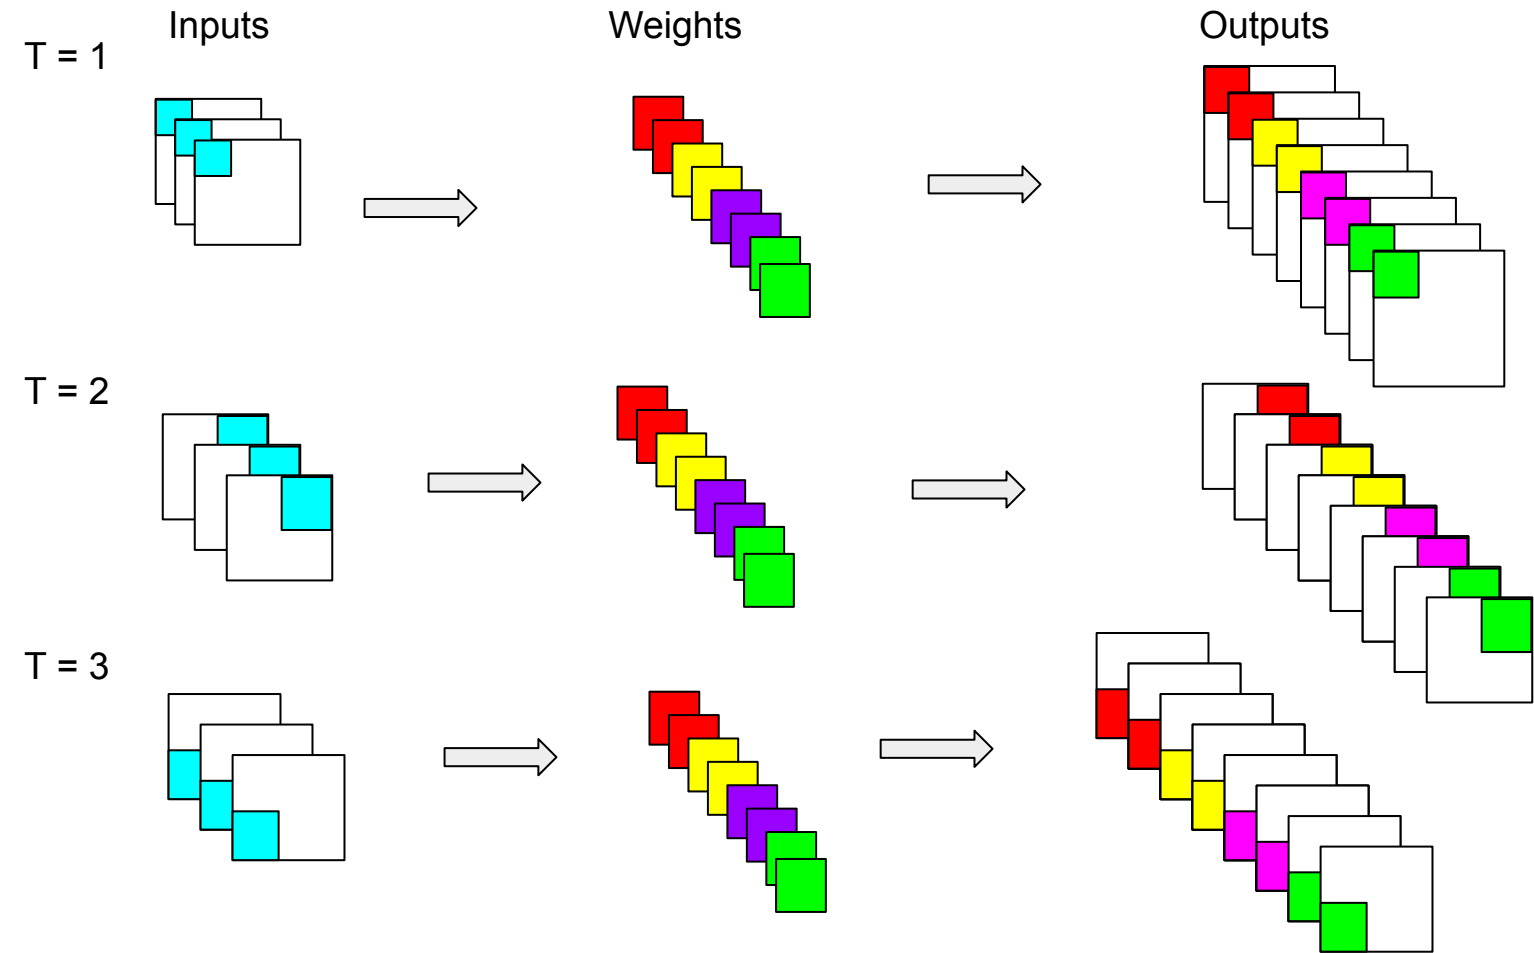 Inputs
Weights
Outputs
T = 1
T = 2
T = 3